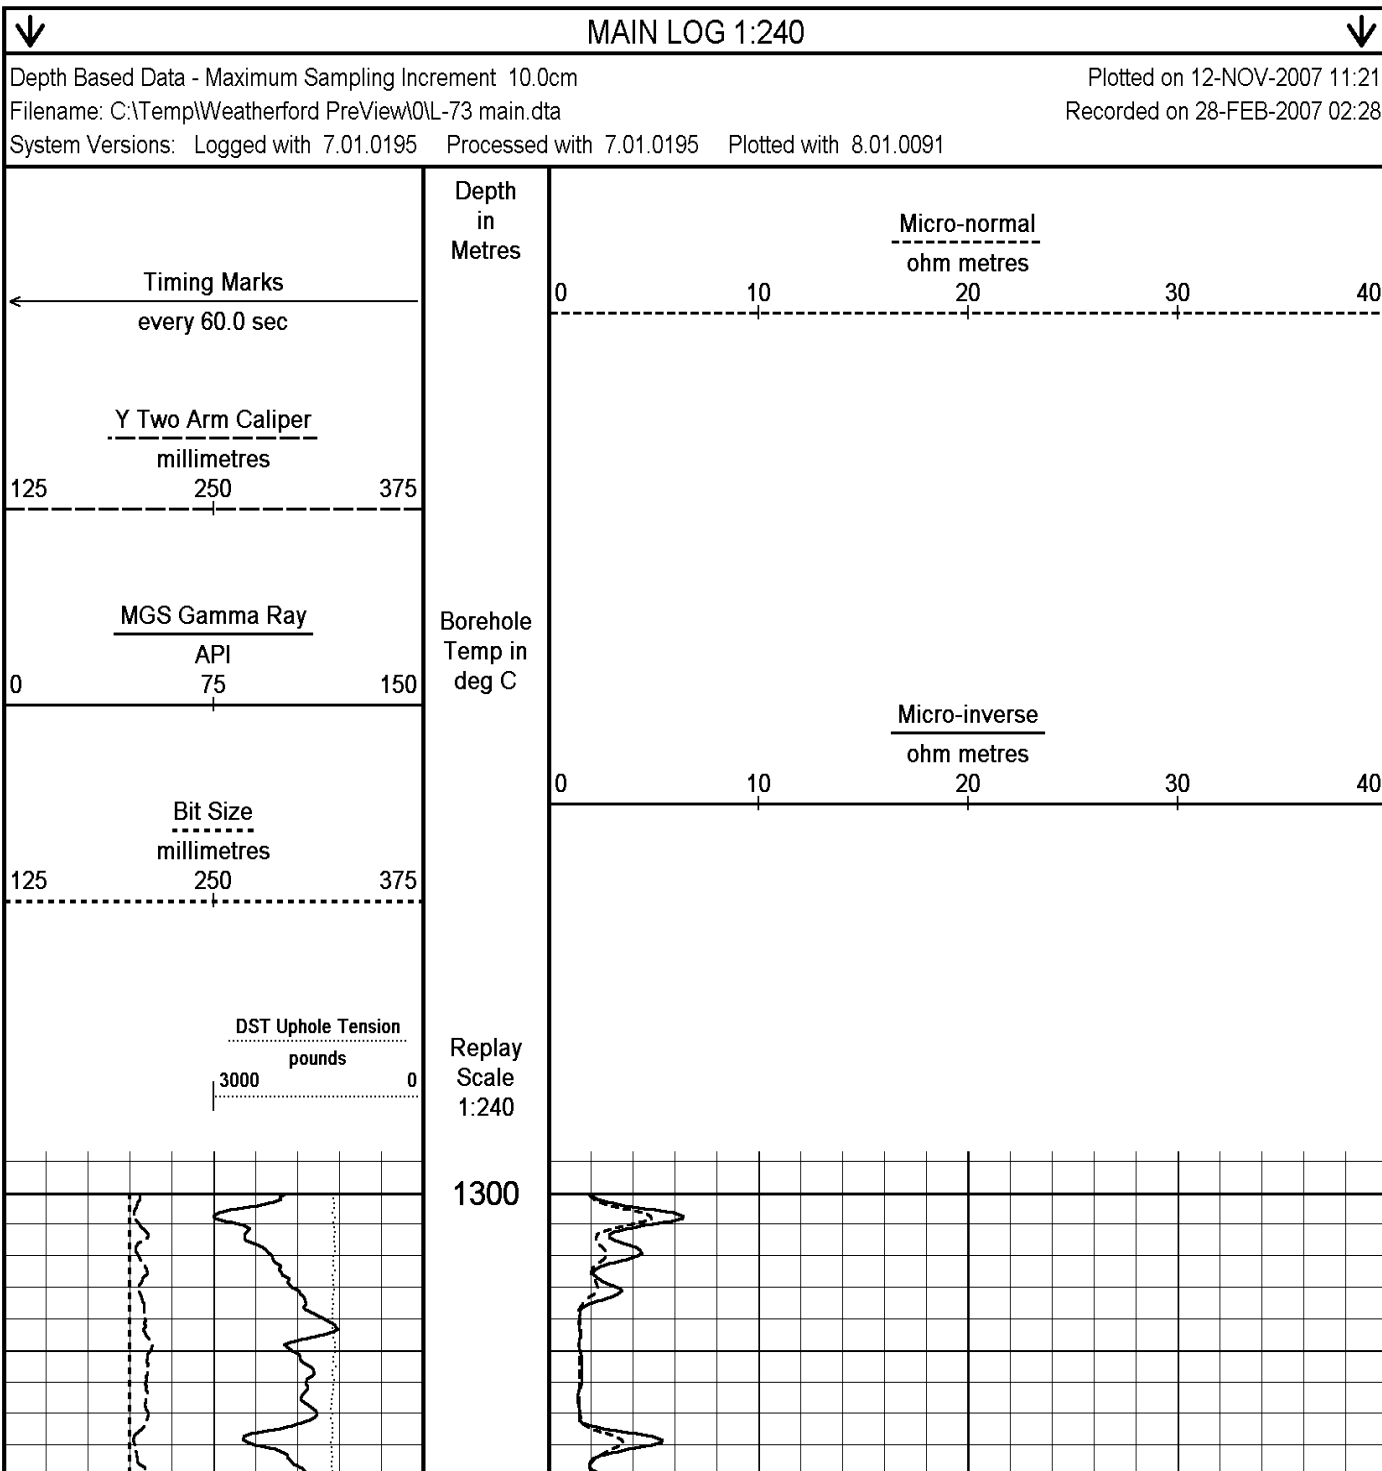 MAIN LOG 1:240
Depth Based Data - Maximum Sampling Increment 10.0cm
Plotted on 12-NOV-2007 11:21
Filename: C:\Temp\Weatherford PreView\0\L-73 main.dta
Recorded on 28-FEB-2007 02:28
System Versions: Logged with 7.01.0195 Processed with 7.01.0195 Plotted with 8.01.0091
Timing Marks
every 60.0 sec
Y Two Arm Caliper
millimetres
125 250 375
MGS Gamma Ray
API
0 75 150
Bit Size
millimetres
125 250 375
DST Uphole Tension
pounds
3000 0
Depth
in
Metres
Borehole
Temp in
deg C
Replay
Scale
1:240
1300
Micro-normal
ohm metres
0 10 20 30 40
Micro-inverse
ohm metres
0 10 20 30 40